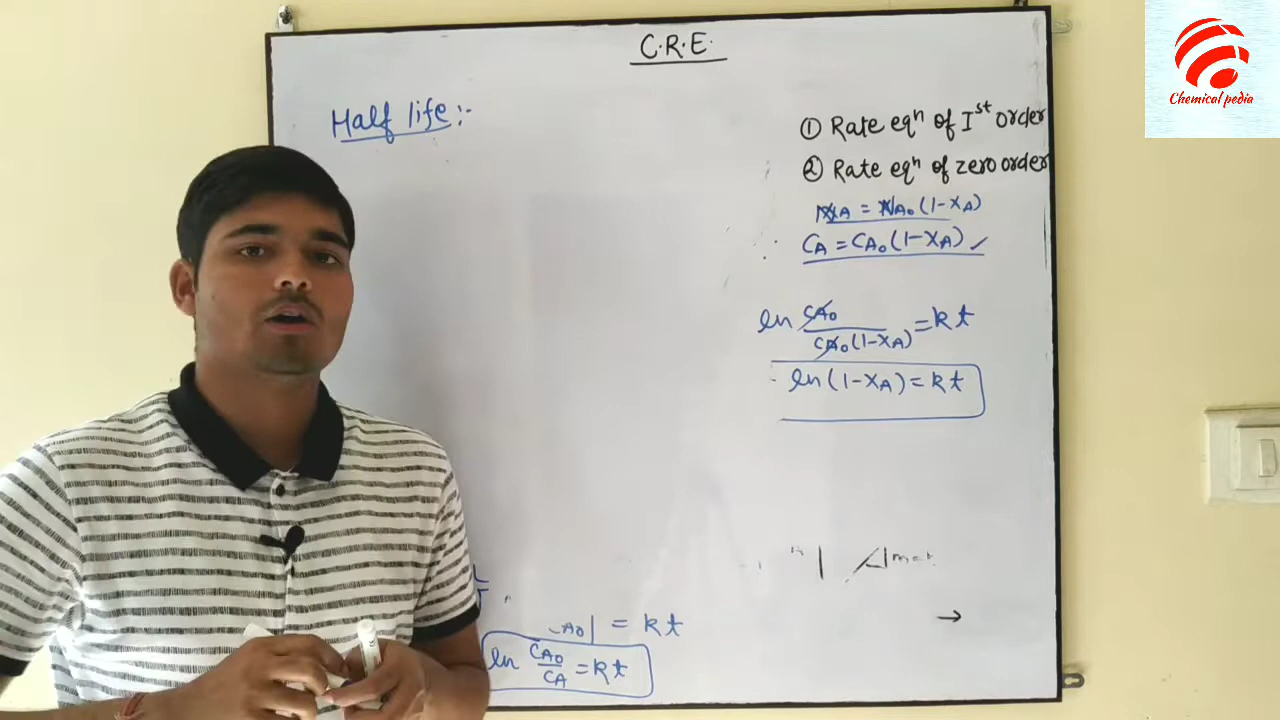 C.R.E.
Chemical pedia
Half life :-
① Rate eqⁿ of Iˢᵗ order
② Rate eqⁿ of zero order
NA = NA₀ (1-XA)
CA = CA₀ (1-XA) ✓
ln CA₀ / CA₀ (1-XA) = kt
ln (1-XA) = kt
A₀ | = kt
ln CA₀ / CA = kt
→